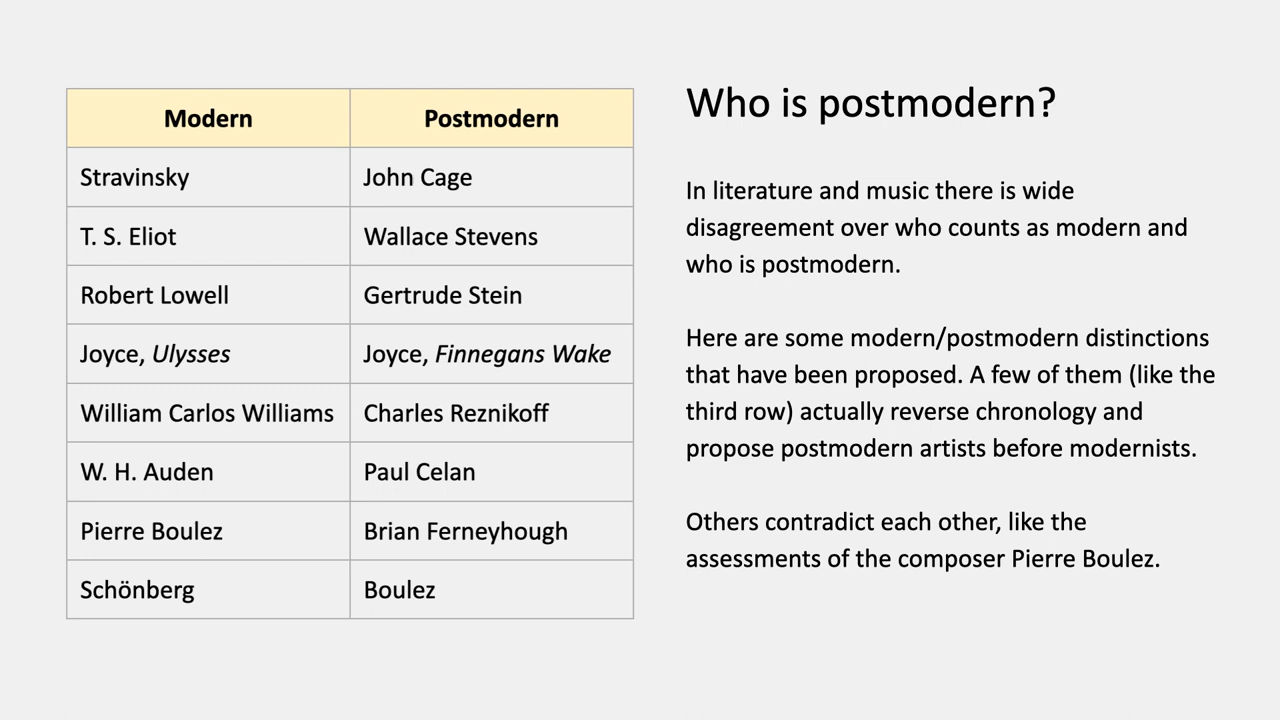 Modern Postmodern
Stravinsky John Cage
T. S. Eliot Wallace Stevens
Robert Lowell Gertrude Stein
Joyce, Ulysses Joyce, Finnegans Wake
William Carlos Williams Charles Reznikoff
W. H. Auden Paul Celan
Pierre Boulez Brian Ferneyhough
Schönberg Boulez
Who is postmodern?
In literature and music there is wide
disagreement over who counts as modern and
who is postmodern.
Here are some modern/postmodern distinctions
that have been proposed. A few of them (like the
third row) actually reverse chronology and
propose postmodern artists before modernists.
Others contradict each other, like the
assessments of the composer Pierre Boulez.